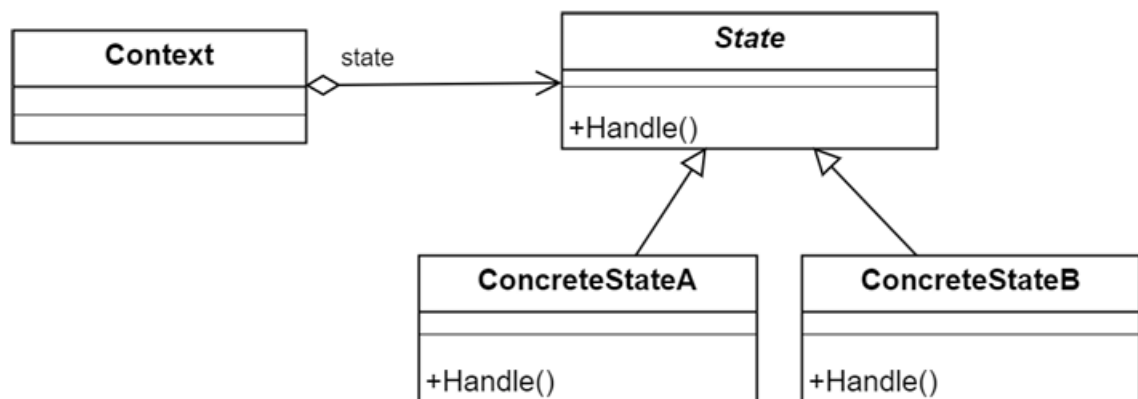 State
Context
state
+Handle()
ConcreteStateA
ConcreteStateB
+Handle()
+Handle()